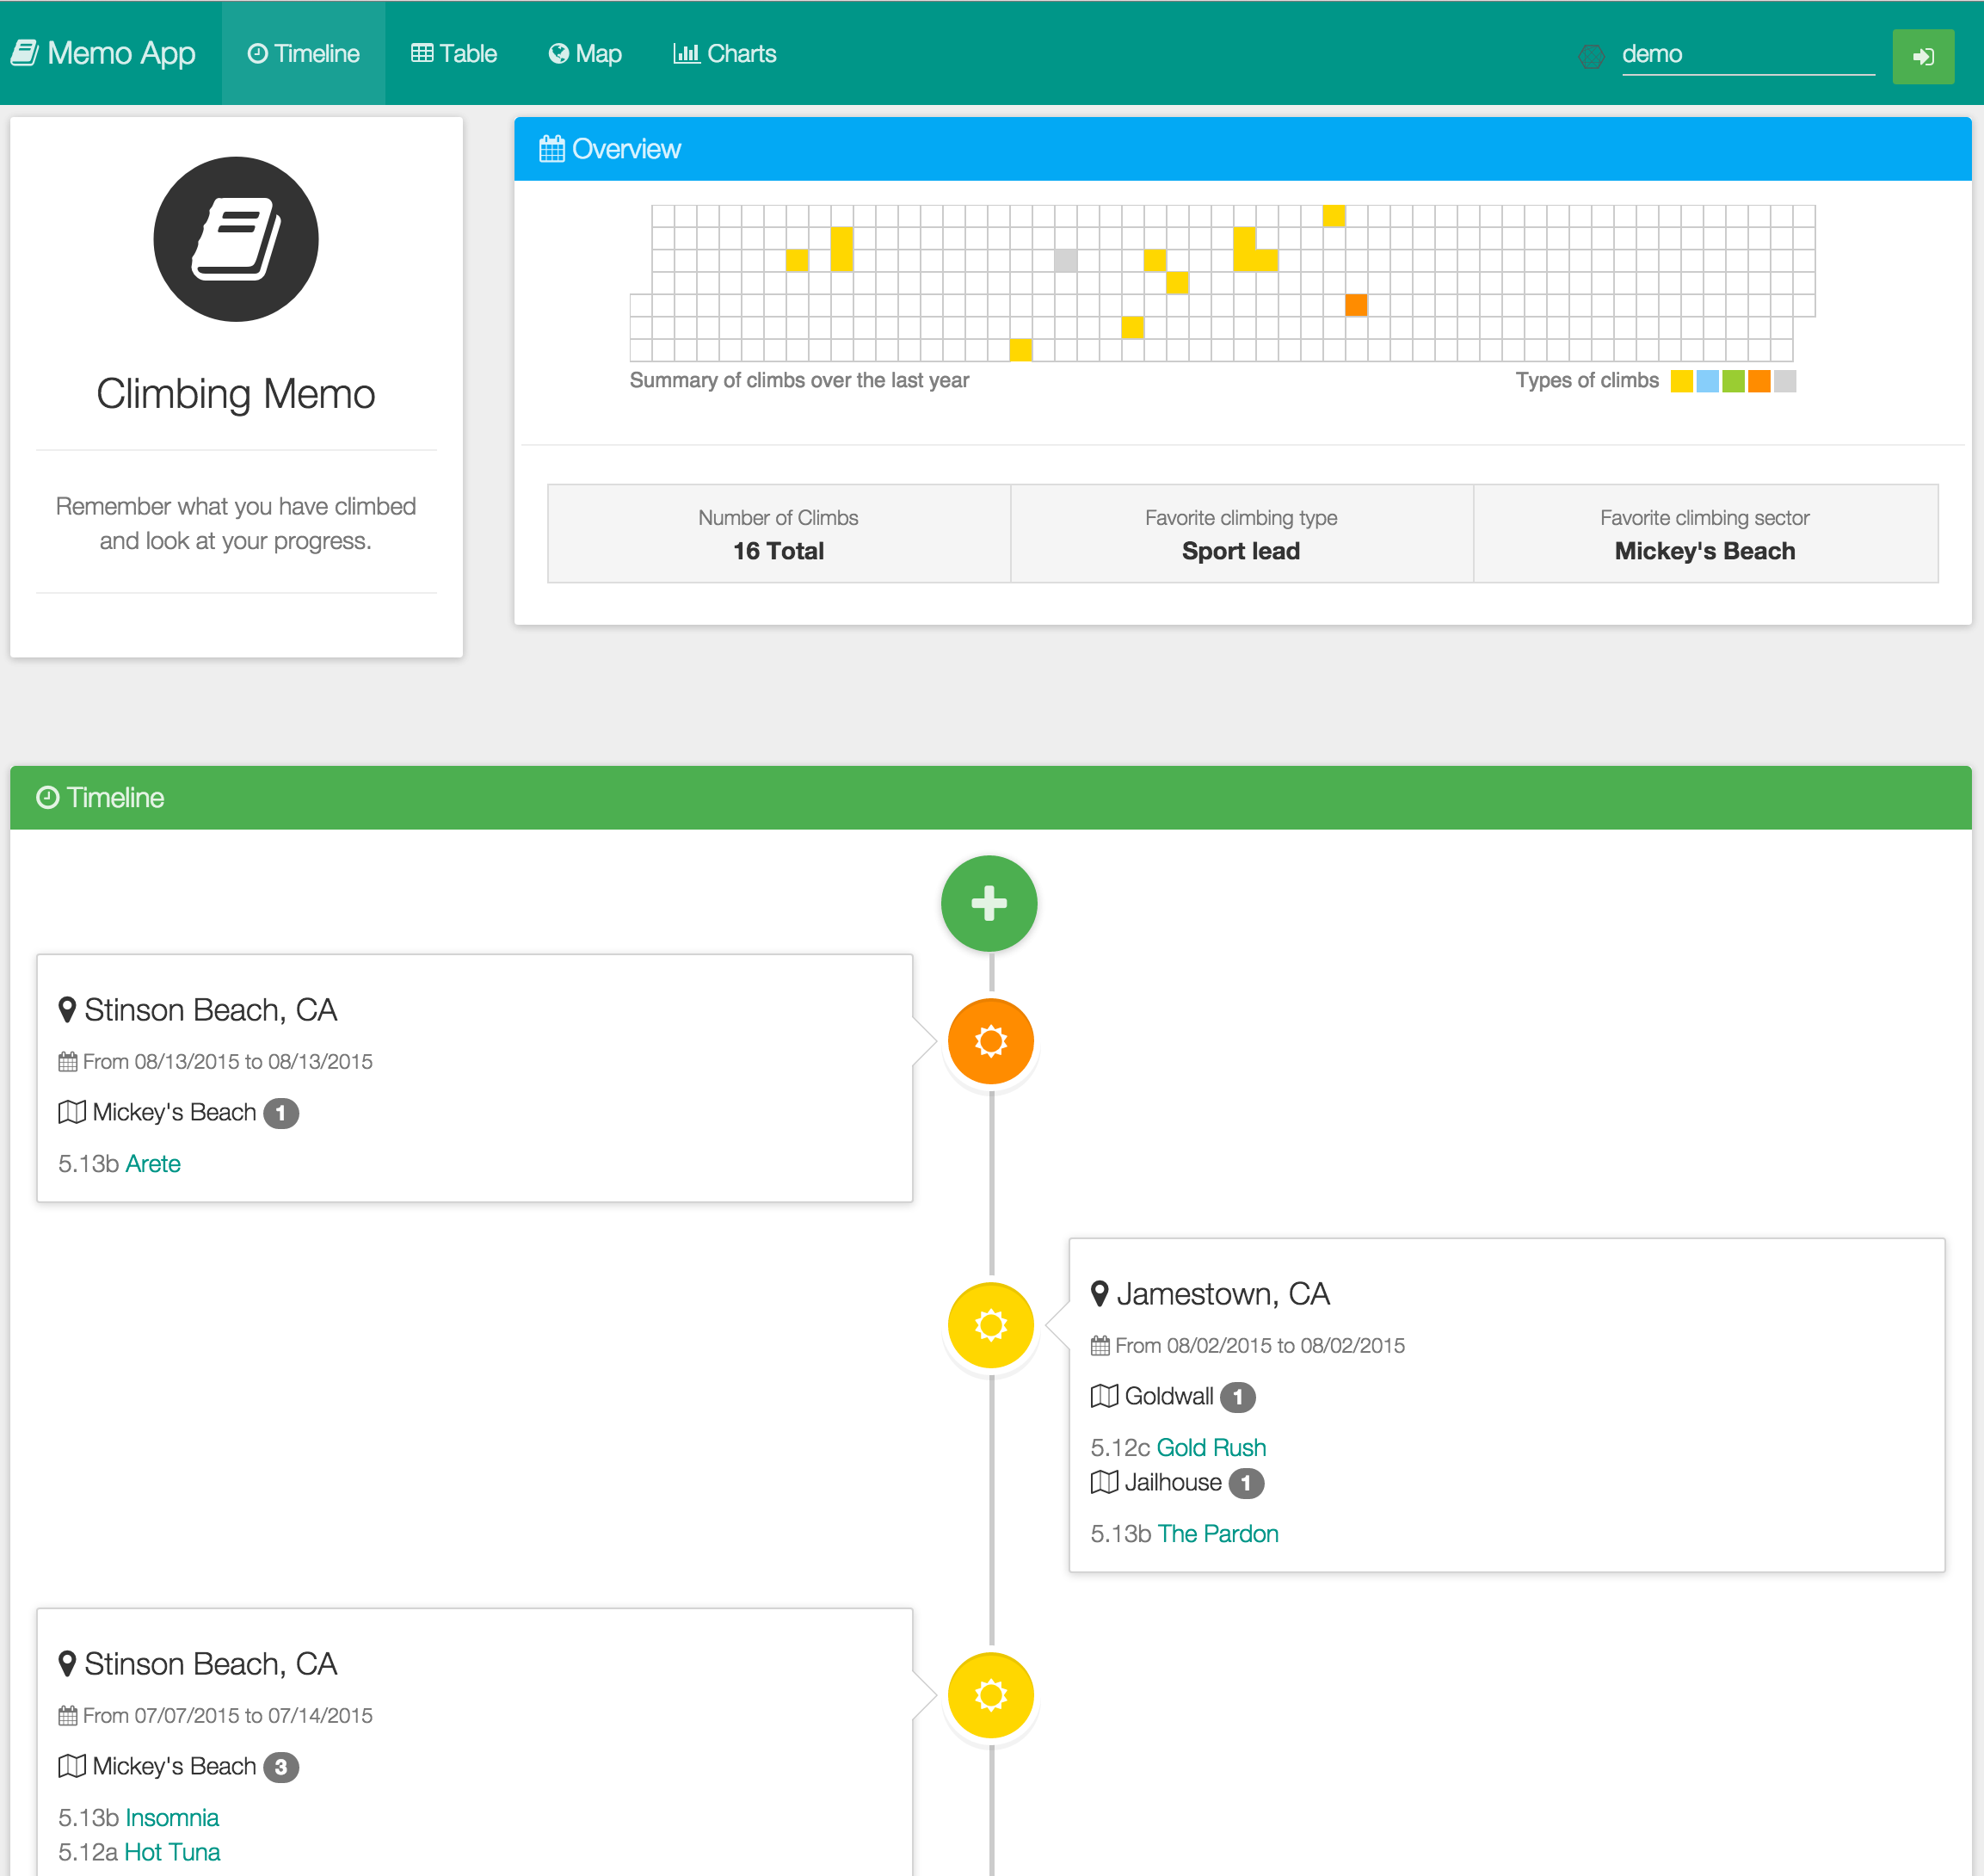 Memo App Timeline Table Map Charts demo
Climbing Memo
Remember what you have climbed
and look at your progress.
Overview
Summary of climbs over the last year Types of climbs
Number of Climbs
16 Total
Favorite climbing type
Sport lead
Favorite climbing sector
Mickey's Beach
Timeline
Stinson Beach, CA
From 08/13/2015 to 08/13/2015
Mickey's Beach 1
5.13b Arete
Jamestown, CA
From 08/02/2015 to 08/02/2015
Goldwall 1
5.12c Gold Rush
Jailhouse 1
5.13b The Pardon
Stinson Beach, CA
From 07/07/2015 to 07/14/2015
Mickey's Beach 3
5.13b Insomnia
5.12a Hot Tuna